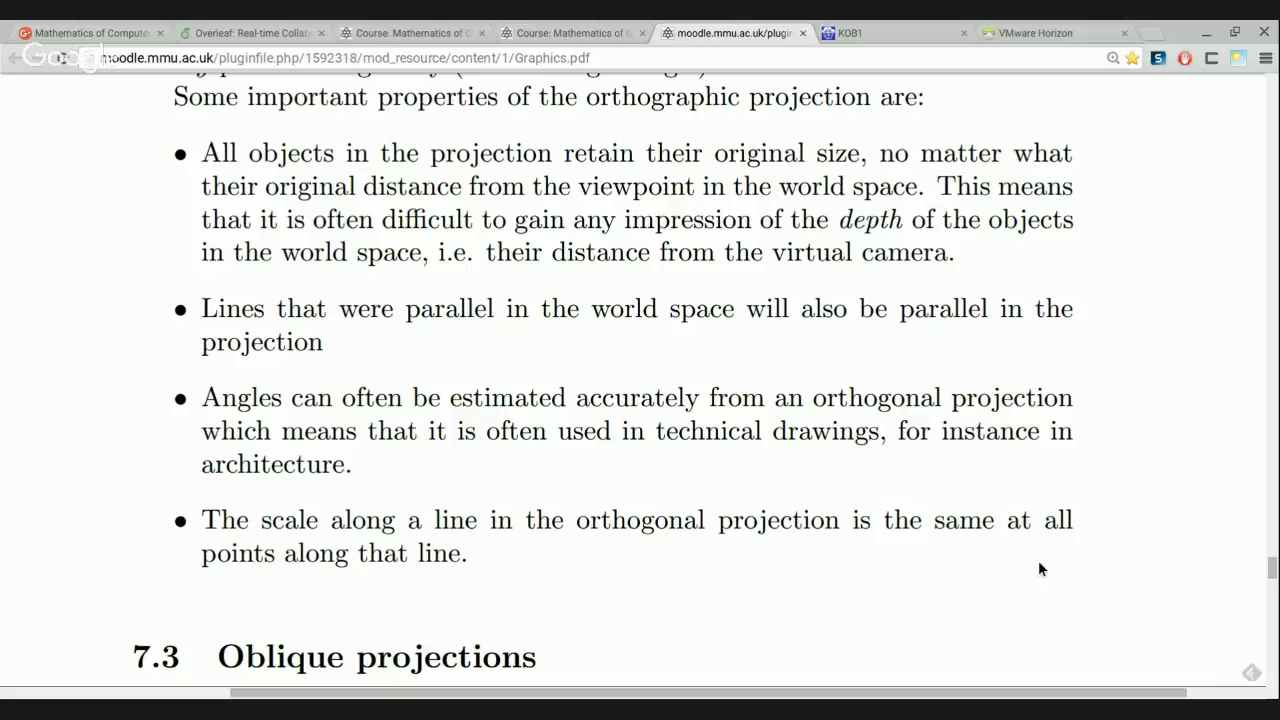 Mathematics of Compute
Overleaf: Real-time Colla
Course: Mathematics of C
Course: Mathematics of
moodle.mmu.ac.uk/plugin
KOB1
VMware Horizon
Google
moodle.mmu.ac.uk/pluginfile.php/1592318/mod_resource/content/1/Graphics.pdf
Some important properties of the orthographic projection are:
• All objects in the projection retain their original size, no matter what
their original distance from the viewpoint in the world space. This means
that it is often difficult to gain any impression of the depth of the objects
in the world space, i.e. their distance from the virtual camera.
• Lines that were parallel in the world space will also be parallel in the
projection
• Angles can often be estimated accurately from an orthogonal projection
which means that it is often used in technical drawings, for instance in
architecture.
• The scale along a line in the orthogonal projection is the same at all
points along that line.
7.3 Oblique projections